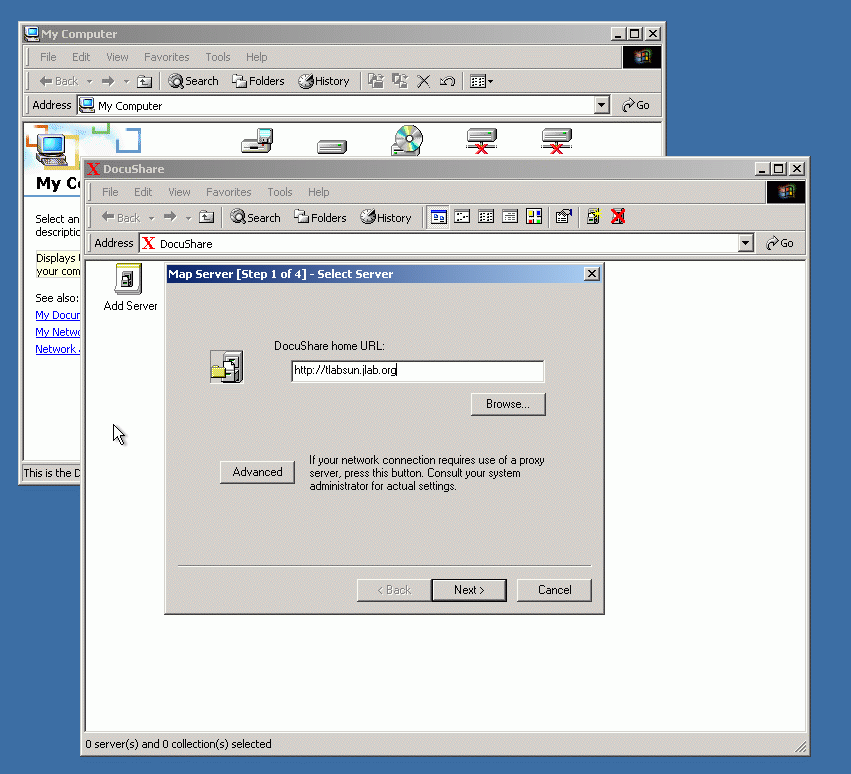 My Computer
File Edit View Favorites Tools Help
Back Search Folders History
Address My Computer Go
My Co
Select an
descriptio
Displays
your com
See also:
My Docur
My Netwo
Network
This is the D
DocuShare
File Edit View Favorites Tools Help
Back Search Folders History
Address DocuShare Go
Add Server
Map Server [Step 1 of 4] - Select Server
DocuShare home URL:
http://tlabsun.jlab.org
Browse...
Advanced
If your network connection requires use of a proxy
server, press this button. Consult your system
administrator for actual settings.
< Back Next > Cancel
0 server(s) and 0 collection(s) selected